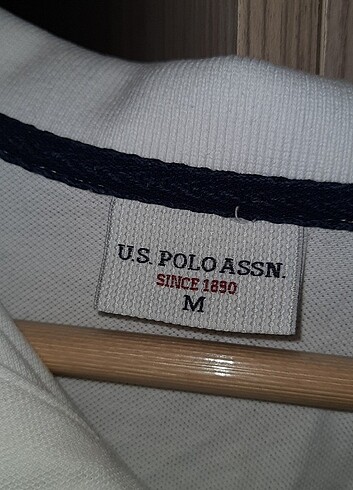 U.S. POLO ASSN.
SINCE 1890
M